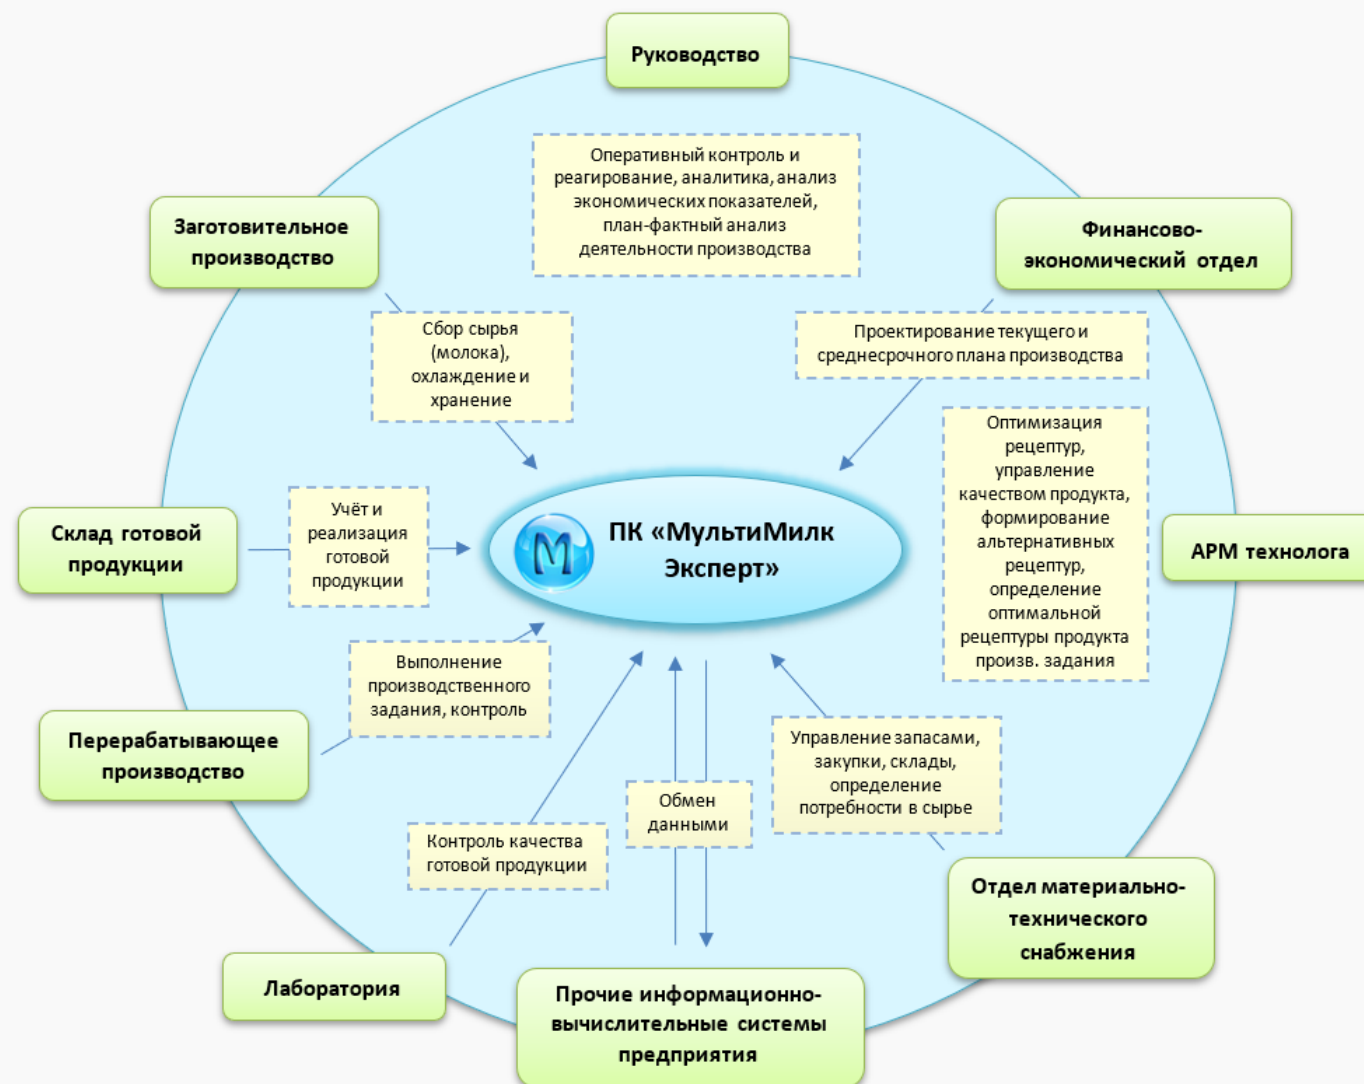 Руководство
Оперативный контроль и
реагирование, аналитика, анализ
экономических показателей,
план-фактный анализ
деятельности производства
Заготовительное
производство
Финансово-
экономический отдел
Сбор сырья
(молока),
охлаждение и
хранение
Проектирование текущего и
среднесрочного плана производства
Оптимизация
рецептур,
управление
качеством продукта,
формирование
альтернативных
рецептур,
определение
оптимальной
рецептуры продукта
произв. задания
Склад готовой
продукции
Учёт и
реализация
готовой
продукции
М
ПК «МультиМилк
Эксперт»
АРМ технолога
Выполнение
производственного
задания, контроль
Перерабатывающее
производство
Управление запасами,
закупки, склады,
определение
потребности в сырье
Обмен
данными
Контроль качества
готовой продукции
Отдел материально-
технического
снабжения
Лаборатория
Прочие информационно-
вычислительные системы
предприятия